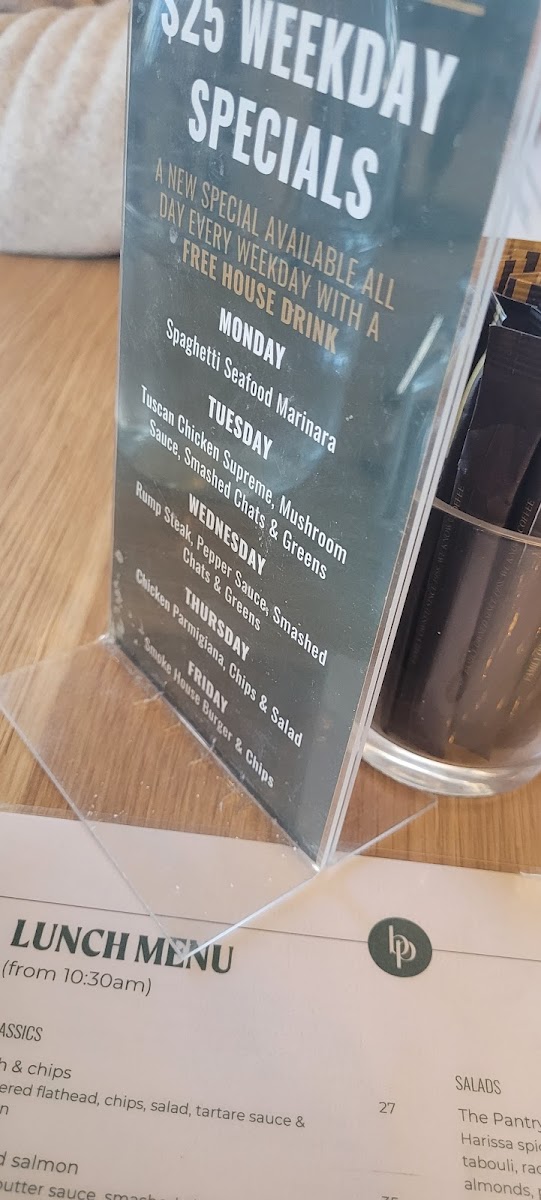 $25 WEEKDAY
SPECIALS
A NEW SPECIAL AVAILABLE ALL
DAY EVERY WEEKDAY WITH A
FREE HOUSE DRINK
MONDAY
Spaghetti Seafood Marinara
TUESDAY
Tuscan Chicken Supreme, Mushroom
Sauce, Smashed Chats & Greens
WEDNESDAY
Rump Steak, Pepper Sauce, Smashed
Chats & Greens
THURSDAY
Chicken Parmigiana, Chips & Salad
FRIDAY
Smoke House Burger & Chips
LUNCH MENU
(from 10:30am)
bp
ASSICS
h & chips
ered flathead, chips, salad, tartare sauce &
n
27
d salmon
butter sauce,
SALADS
The Pantry
Harissa spic
tabouli, rad
almonds,